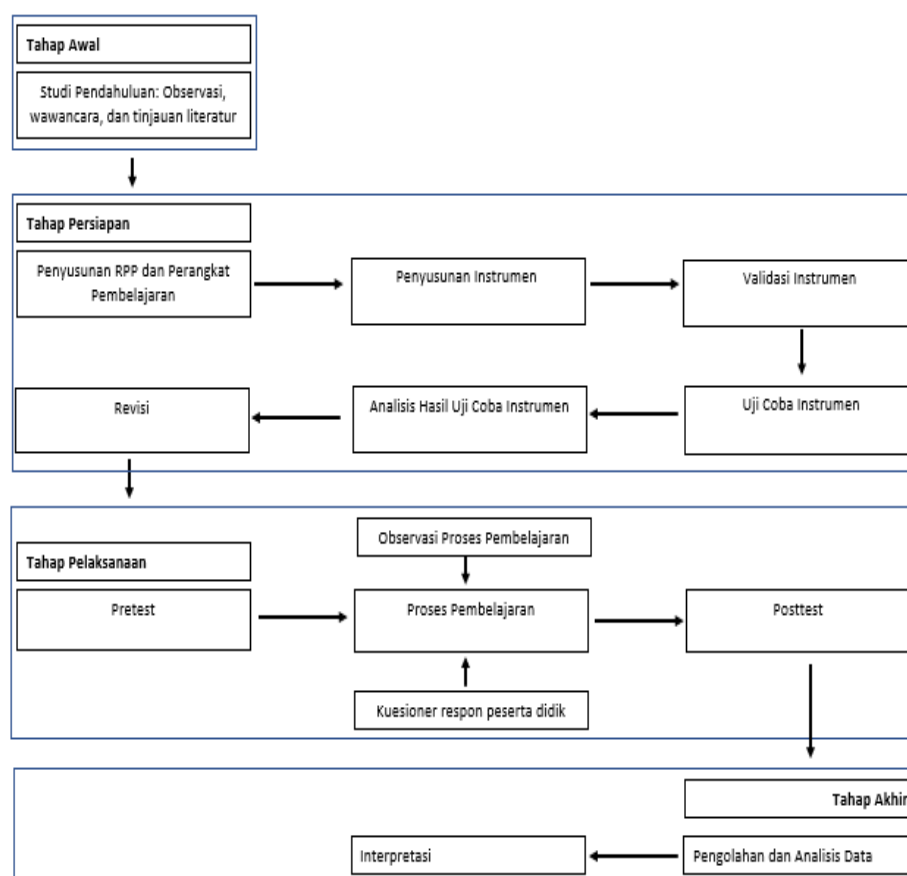 Tahap Awal
Studi Pendahuluan: Observasi,
wawancara, dan tinjauan literatur
Tahap Persiapan
Penyusunan RPP dan Perangkat
Pembelajaran
Penyusunan Instrumen
Validasi Instrumen
Revisi
Analisis Hasil Uji Coba Instrumen
Uji Coba Instrumen
Observasi Proses Pembelajaran
Tahap Pelaksanaan
Pretest
Proses Pembelajaran
Posttest
Kuesioner respon peserta didik
Tahap Akhir
Interpretasi
Pengolahan dan Analisis Data